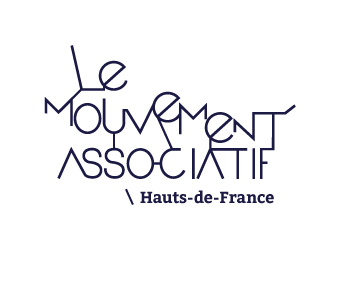 Le
MOUVEMENT
ASSOCIATIF
\ Hauts-de-France